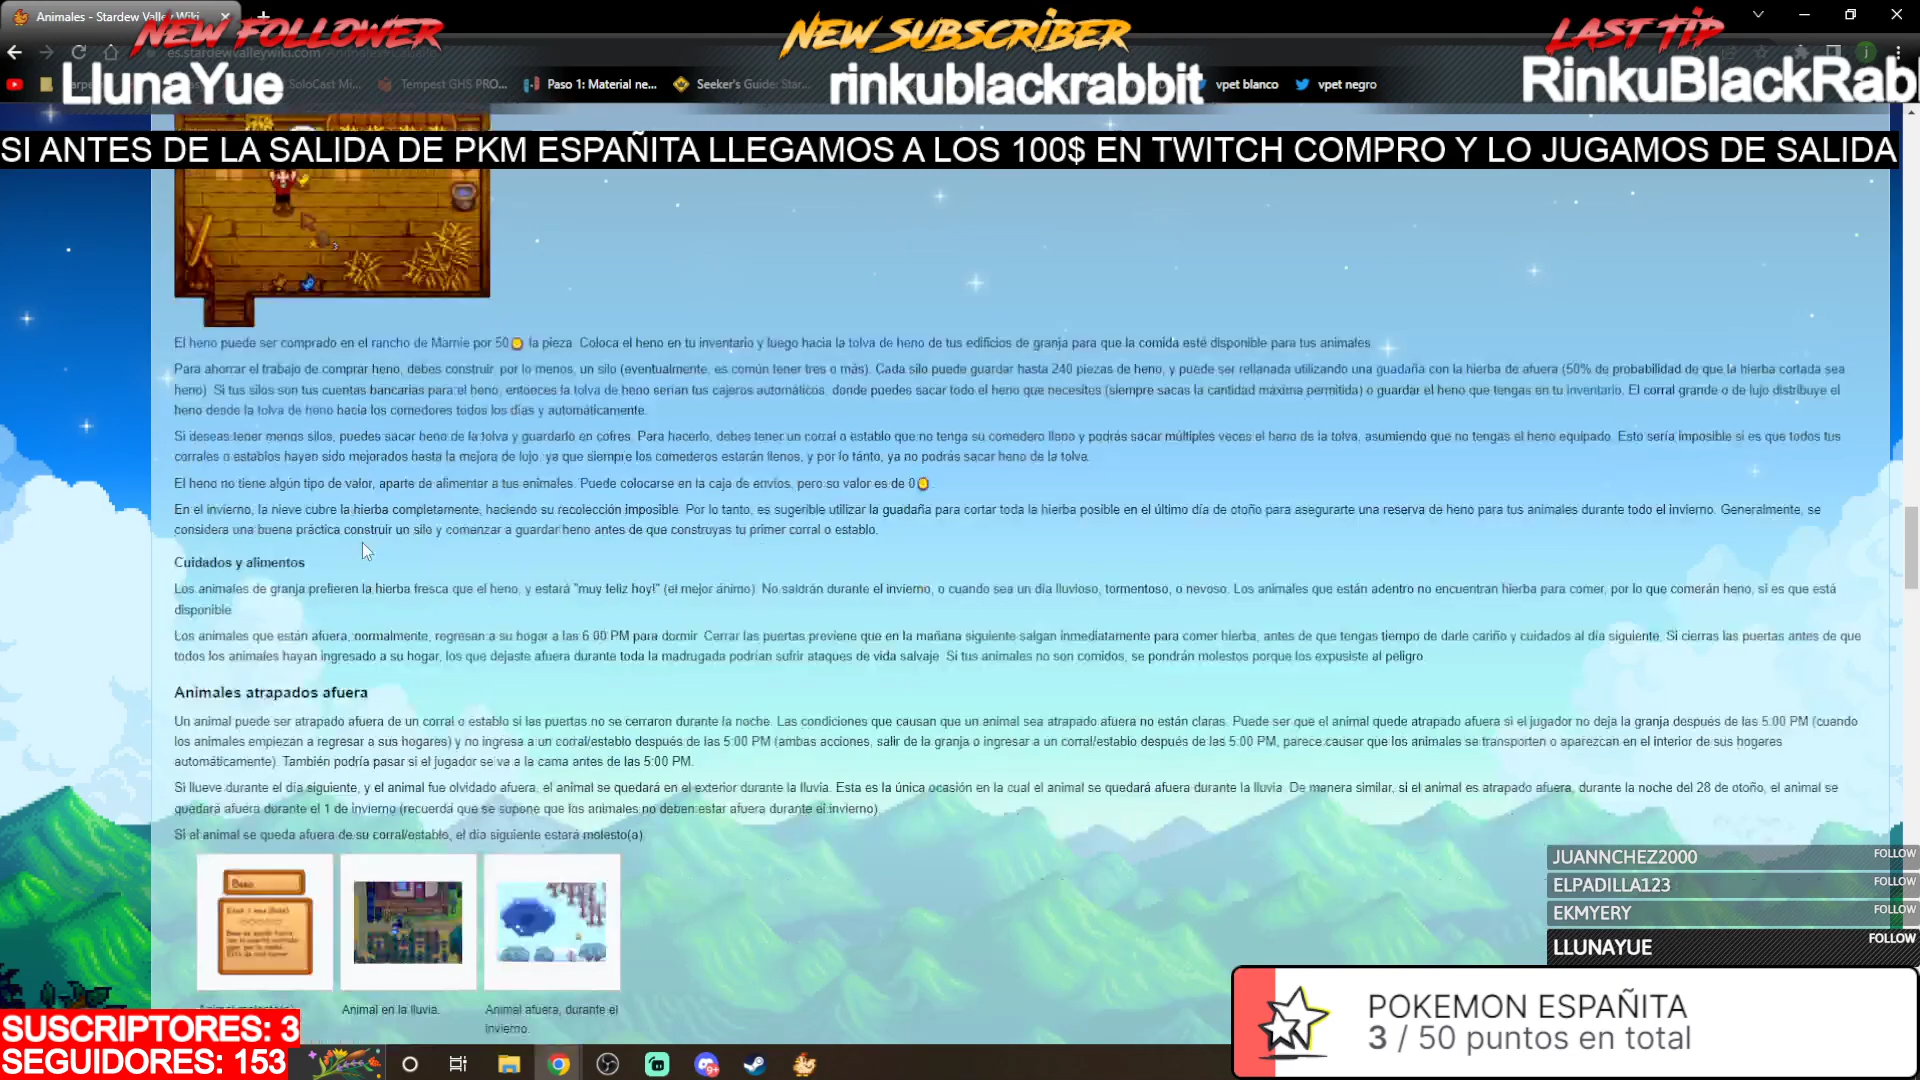 Animales - Stardew Valley Wiki
NEW FOLLOWER
NEW SUBSCRIBER
LAST TIP
es.stardewvalleywiki.com
LlunaYue
rinkublackrabbit
RinkuBlackRabl
SoloCast Mi...
Tempest GHS PRO...
Paso 1: Material ne...
Seeker's Guide: Star...
vpet blanco
vpet negro
SI ANTES DE LA SALIDA DE PKM ESPAÑITA LLEGAMOS A LOS 100$ EN TWITCH COMPRO Y LO JUGAMOS DE SALIDA
El heno puede ser comprado en el rancho de Marnie por 50 la pieza. Coloca el heno en tu inventario y luego hacia la tolva de heno de tus edificios de granja para que la comida esté disponible para tus animales
Para ahorrar el trabajo de comprar heno, debes construir, por lo menos, un silo (eventualmente, es común tener tres o más). Cada silo puede guardar hasta 240 piezas de heno, y puede ser rellenada utilizando una guadaña con la hierba de afuera (50% de probabilidad de que la hierba cortada sea
heno). Si tus silos son tus cuentas bancarias para el heno, entonces la tolva de heno serían tus cajeros automáticos, donde puedes sacar todo el heno que necesites (siempre sacas la cantidad máxima permitida) o guardar el heno que tengas en tu inventario. El corral grande o de lujo distribuye el
heno desde la tolva de heno hacia los comedores todos los días y automáticamente.
Si deseas tener menos silos, puedes sacar heno de la tolva y guardarlo en cofres. Para hacerlo, debes tener un corral o establo que no tenga su comedero lleno y podrás sacar múltiples veces el heno de la tolva, asumiendo que no tengas el heno equipado. Esto sería imposible si es que todos tus
corrales o establos hayan sido mejorados hasta la mejora de lujo, ya que siempre los comederos estarán llenos, y por lo tánto, ya no podrás sacar heno de la tolva.
El heno no tiene algún tipo de valor, aparte de alimentar a tus animales. Puede colocarse en la caja de envíos, pero su valor es de 0
En el invierno, la nieve cubre la hierba completamente, haciendo su recolección imposible. Por lo tanto, es sugerible utilizar la guadaña para cortar toda la hierba posible en el último día de otoño para asegurarte una reserva de heno para tus animales durante todo el invierno. Generalmente, se
considera una buena práctica construir un silo y comenzar a guardar heno antes de que construyas tu primer corral o establo.
Cuidados y alimentos
Los animales de granja prefieren la hierba fresca que el heno, y estará "muy feliz hoy!" (el mejor ánimo). No saldrán durante el invierno, o cuando sea un día lluvioso, tormentoso, o nevoso. Los animales que están adentro no encuentran hierba para comer, por lo que comerán heno, si es que está
disponible
Los animales que están afuera, normalmente, regresan a su hogar a las 6:00 PM para dormir. Cerrar las puertas previene que en la mañana siguiente salgan inmediatamente para comer hierba, antes de que tengas tiempo de darle cariño y cuidados al día siguiente. Si cierras las puertas antes de que
todos los animales hayan ingresado a su hogar, los que dejaste afuera durante toda la madrugada podrían sufrir ataques de vida salvaje. Si tus animales no son comidos, se pondrán molestos porque los expusiste al peligro
Animales atrapados afuera
Un animal puede ser atrapado afuera de un corral o establo si las puertas no se cerraron durante la noche. Las condiciones que causan que un animal sea atrapado afuera no están claras. Puede ser que el animal quede atrapado afuera si el jugador no deja la granja después de las 5:00 PM (cuando
los animales empiezan a regresar a sus hogares) y no ingresa a un corral/establo después de las 5:00 PM (ambas acciones, salir de la granja o ingresar a un corral/establo después de las 5:00 PM, parece causar que los animales se transporten o aparezcan en el interior de sus hogares
automáticamente). También podría pasar si el jugador se va a la cama antes de las 5:00 PM.
Si llueve durante el día siguiente, y el animal fue olvidado afuera, el animal se quedará en el exterior durante la lluvia. Esta es la única ocasión en la cual el animal se quedará afuera durante la lluvia. De manera similar, si el animal es atrapado afuera, durante la noche del 28 de otoño, el animal se
quedará afuera durante el 1 de invierno (recuerda que se supone que los animales no deben estar afuera durante el invierno)
Si el animal se queda afuera de su corral/establo, el día siguiente estará molesto(a)
Animal en la lluvia.
Animal afuera, durante el
invierno.
JUANNCHEZ2000 FOLLOW
ELPADILLA123 FOLLOW
EKMYERY FOLLOW
LLUNAYUE FOLLOW
POKEMON ESPAÑITA
3 / 50 puntos en total
SUSCRIPTORES: 3
SEGUIDORES: 153